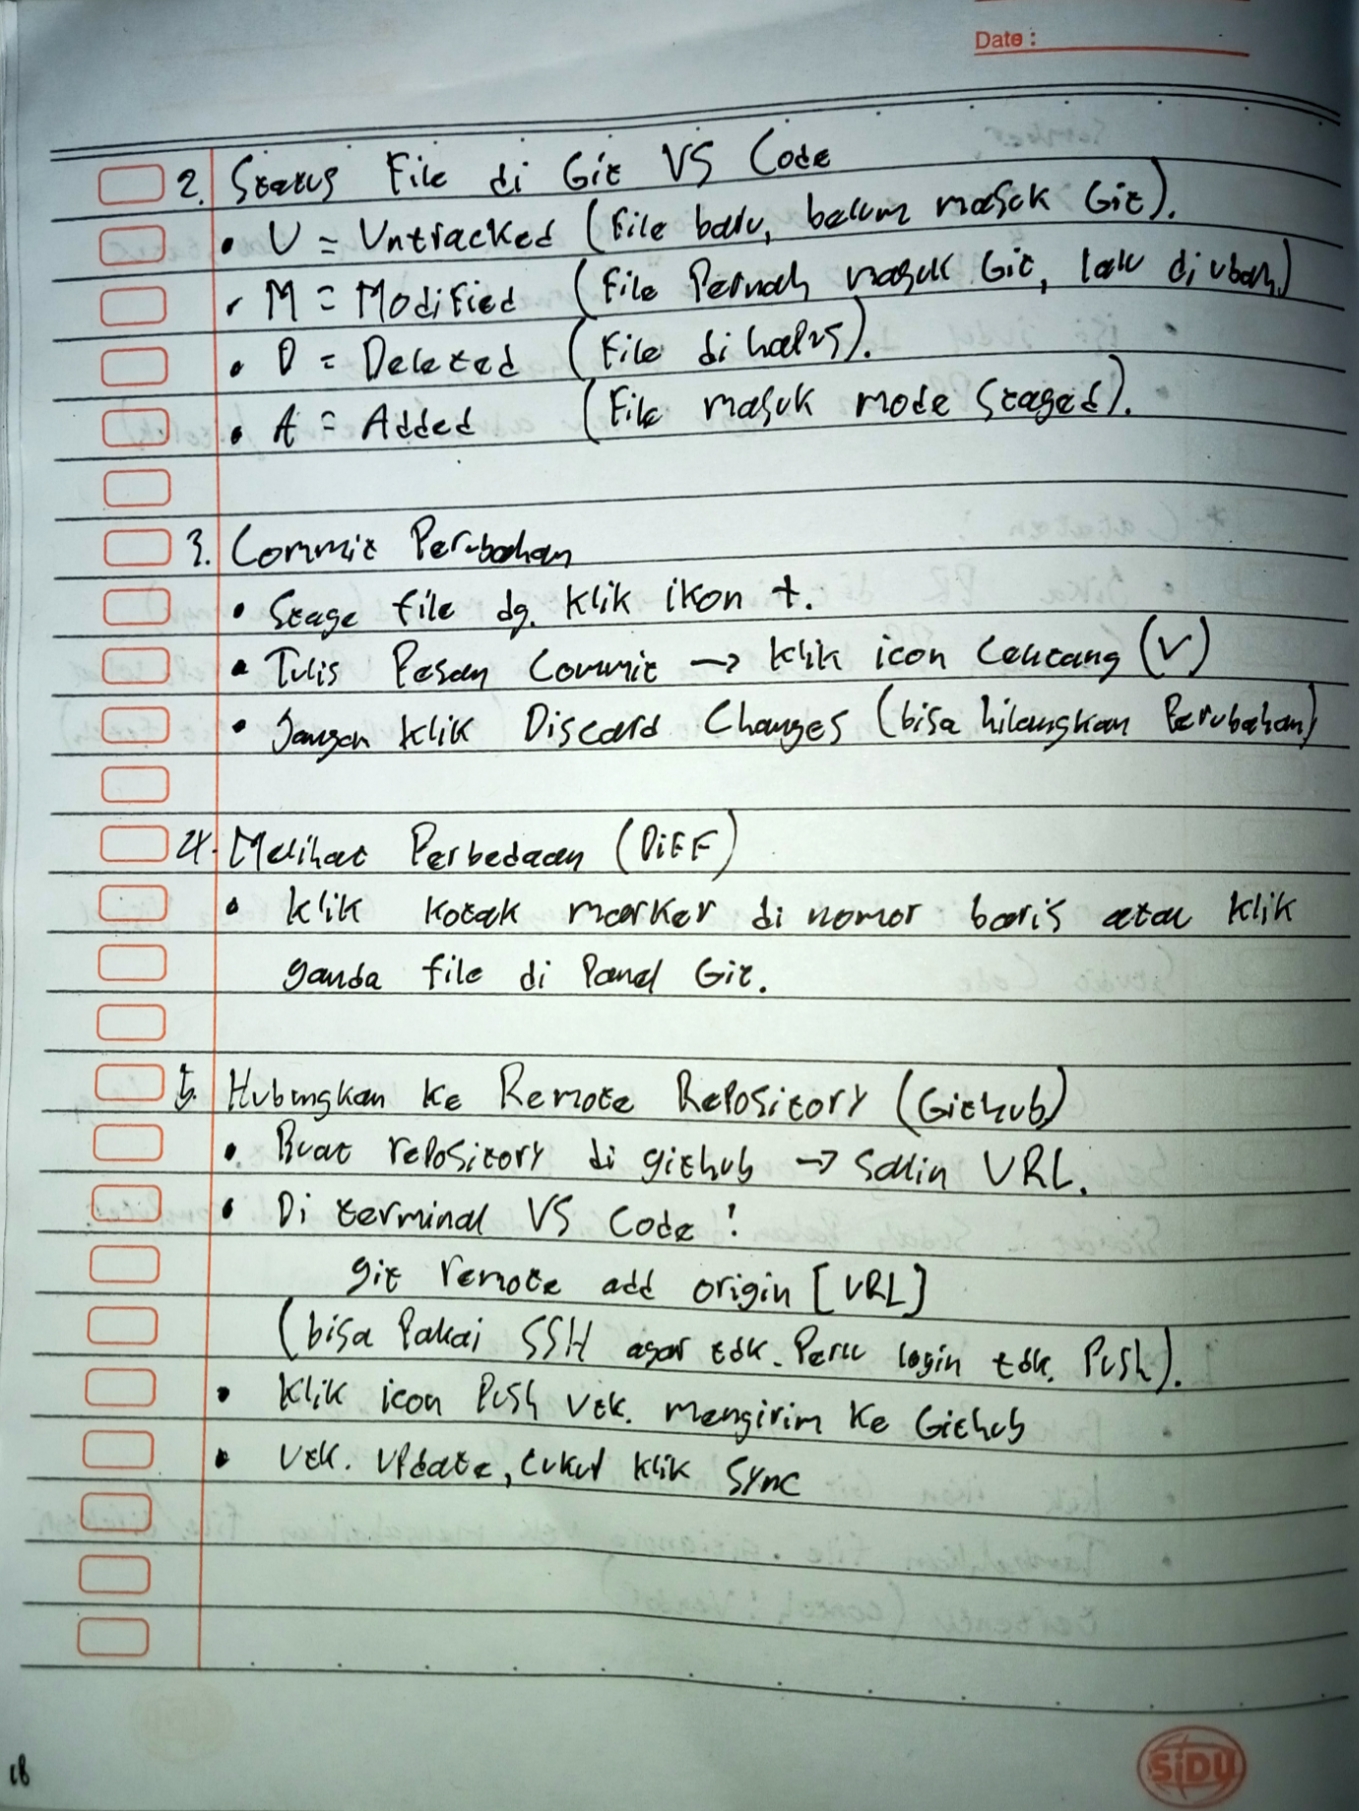 Date :
2. Status File di Git VS Code
• U = Untracked (File baru, belum masuk Git).
• M = Modified (File Pernah masuk Git, lalu diubah)
• D = Deleted (File dihapus).
• A = Added (File masuk mode Staged).
3. Commit Perubahan
• Stage file dg. klik ikon +.
• Tulis Pesan Commit → klik icon Centang (V)
• Jangan klik Discard Changes (bisa hilangkan Perubahan)
4. Melihat Perbedaan (Diff)
• Klik kotak marker di nomor baris atau klik
ganda file di Panel Git.
5. Hubungkan ke Remote Repository (Github)
• Buat repository di github → Salin URL.
• Di terminal VS Code :
git remote add origin [URL]
(bisa Pakai SSH agar tdk. Perlu login tdk. Push).
• Klik icon Push utk. mengirim ke Github
• Utk. Update, cukup klik Sync
18
SiDU